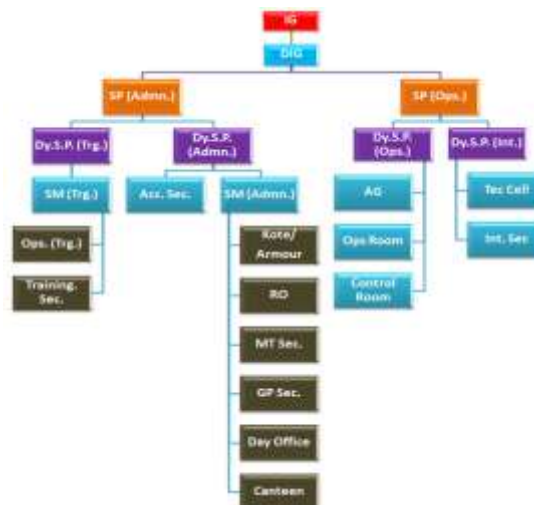 IG
DIG
SP (Admn.)
SP (Ops.)
Dy.S.P. (Trg.)
Dy.S.P.
(Admn.)
Dy.S.P.
(Ops.)
Dy.S.P. (Int.)
SM (Trg.)
Acc. Sec.
SM (Admn.)
AG
Tec Cell
Ops. (Trg.)
Kote/
Armour
Ops Room
Int. Sec
Training.
Sec.
RO
Control
Room
MT Sec.
GP Sec.
Day Office
Canteen